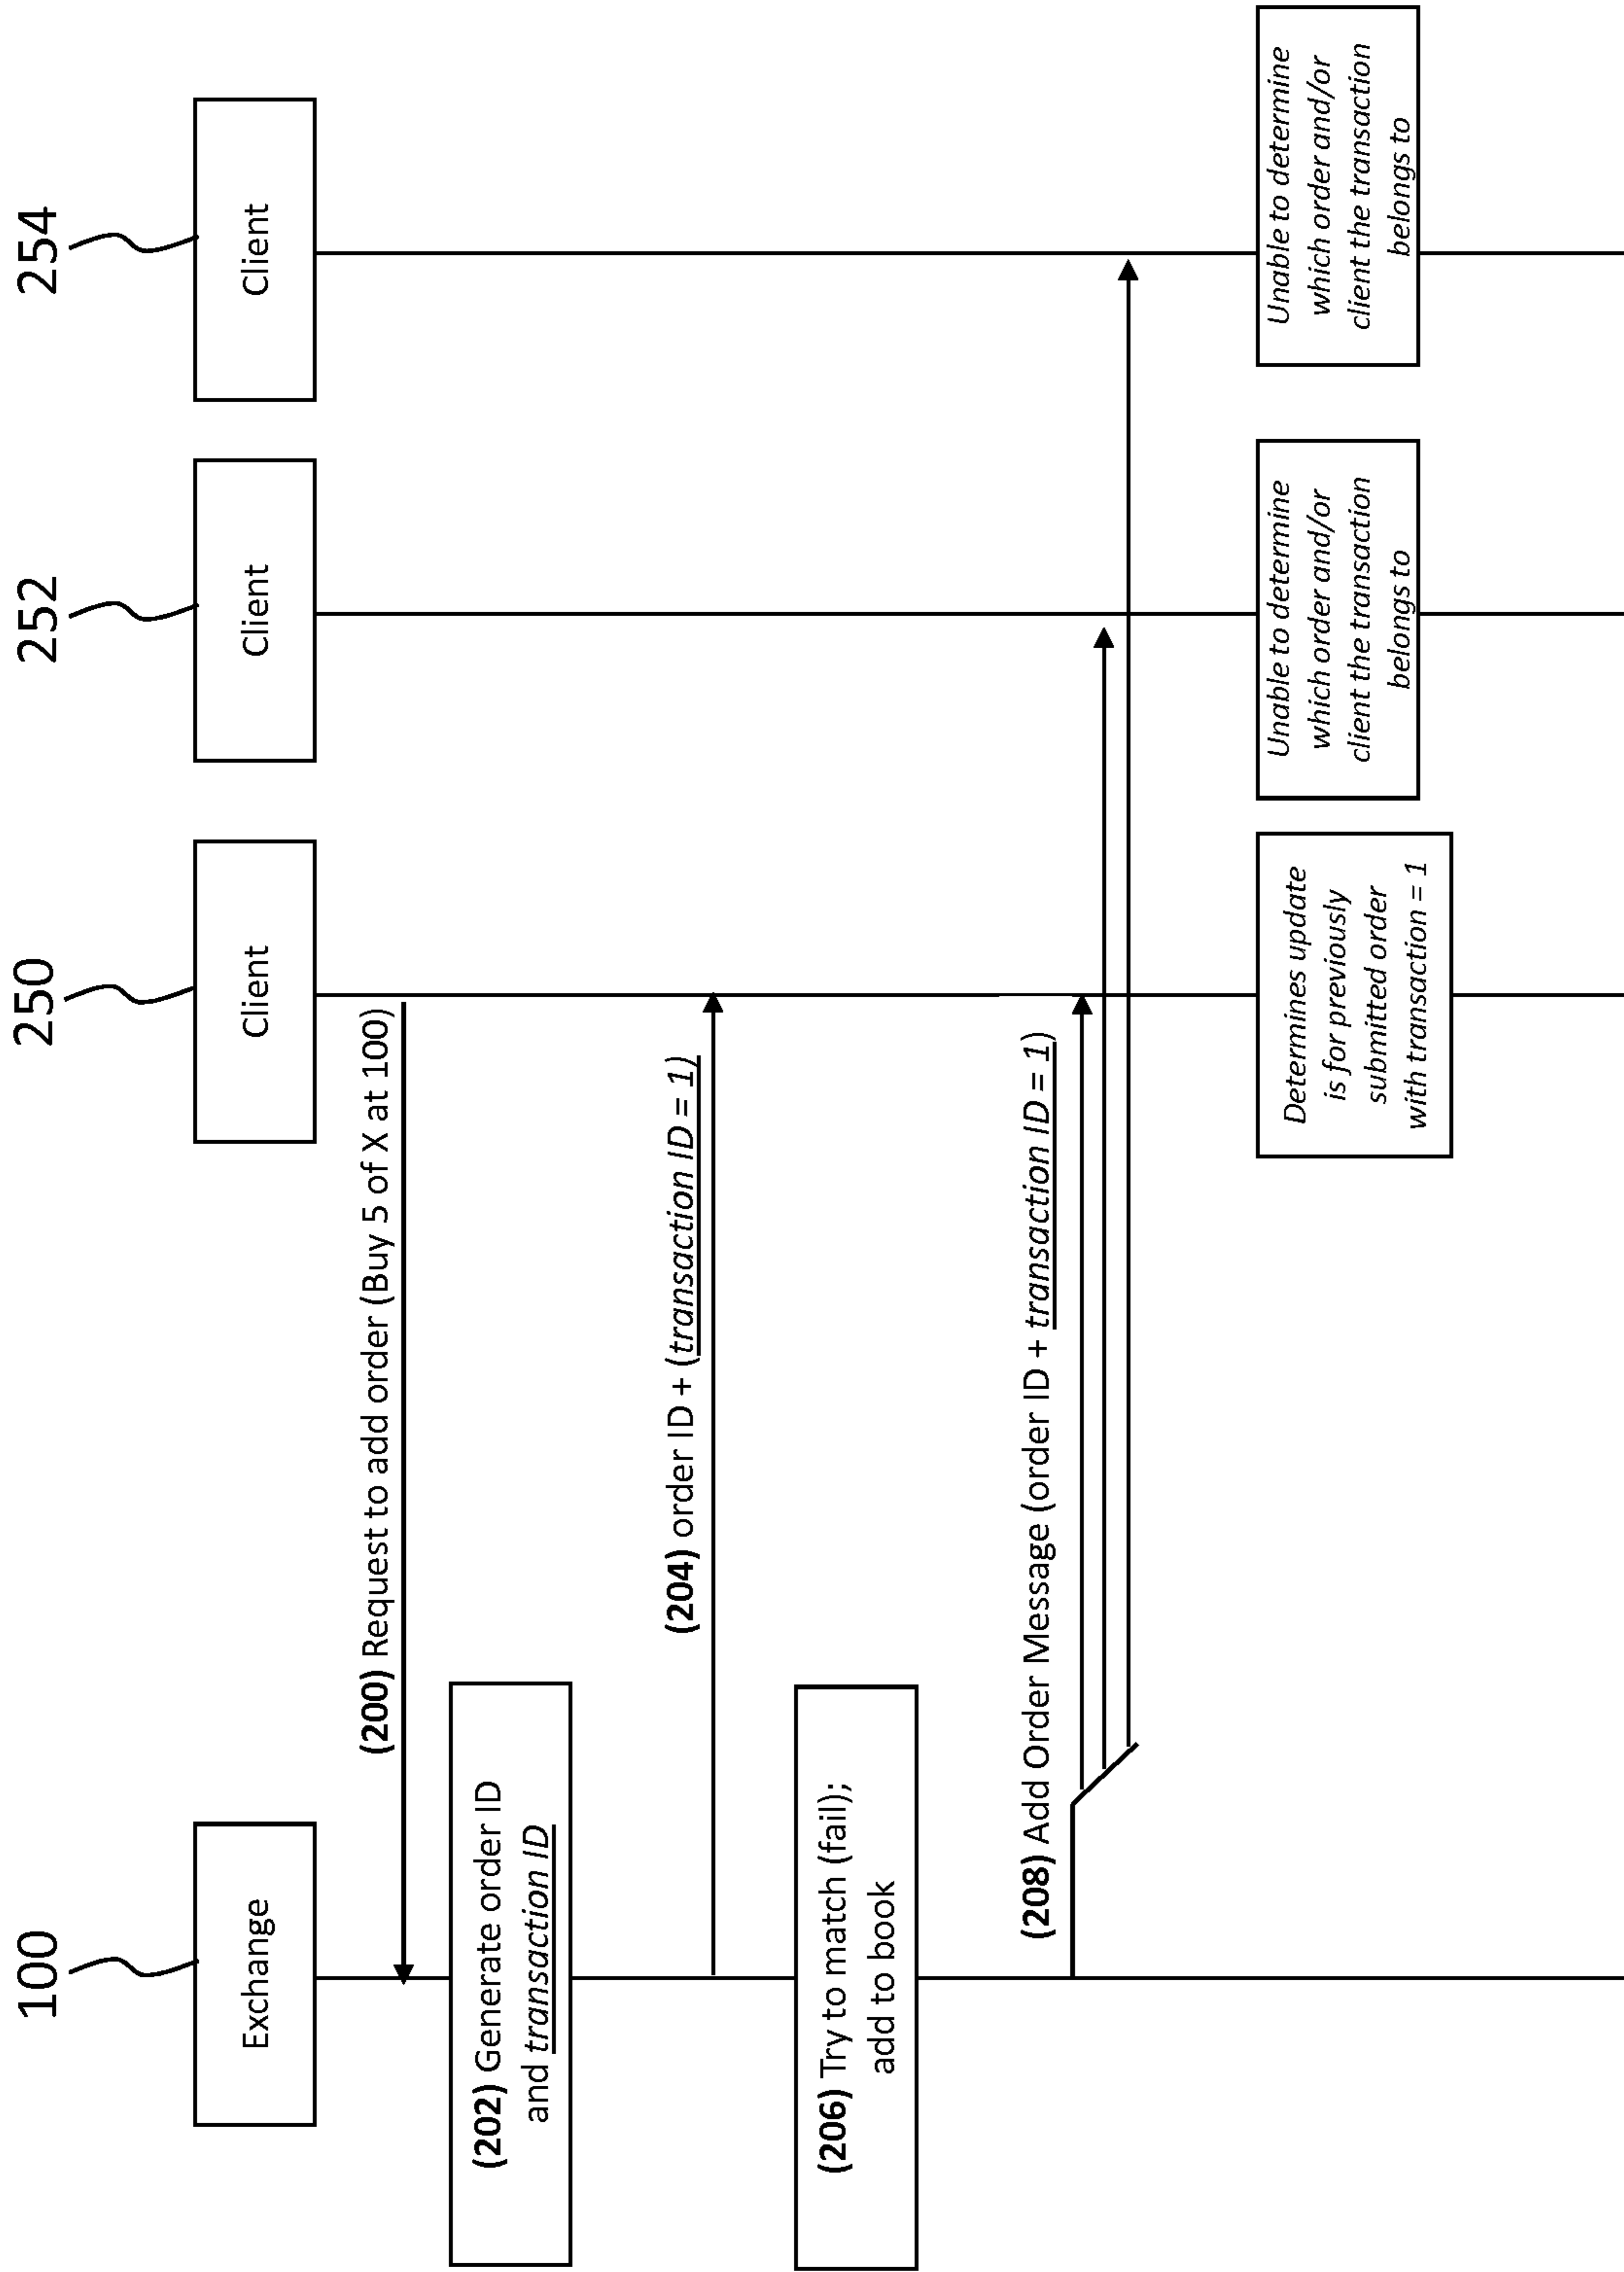 100
250
252
254
Exchange
Client
Client
Client
(200) Request to add order (Buy 5 of X at 100)
(202) Generate order ID
and transaction ID
(204) order ID + (transaction ID = 1)
(206) Try to match (fail);
add to book
(208) Add Order Message (order ID + transaction ID = 1)
Determines update
is for previously
submitted order
with transaction = 1
Unable to determine
which order and/or
client the transaction
belongs to
Unable to determine
which order and/or
client the transaction
belongs to